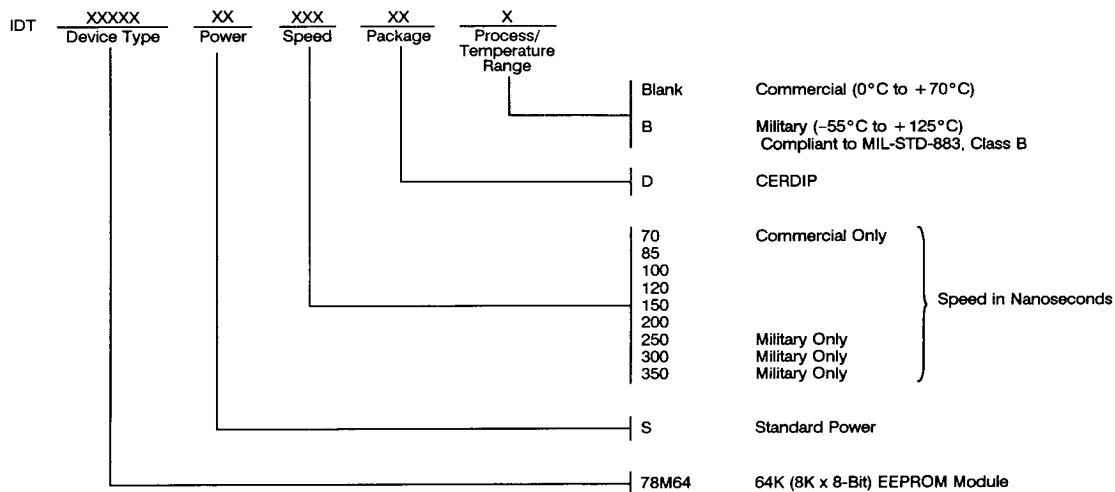 IDT XXXXX XX XXX XX X
Device Type Power Speed Package Process/
Temperature
Range
Blank Commercial (0°C to +70°C)
B Military (–55°C to +125°C)
Compliant to MIL-STD-883, Class B
D CERDIP
70 Commercial Only
85
100
120
150 Speed in Nanoseconds
200
250 Military Only
300 Military Only
350 Military Only
S Standard Power
78M64 64K (8K x 8-Bit) EEPROM Module